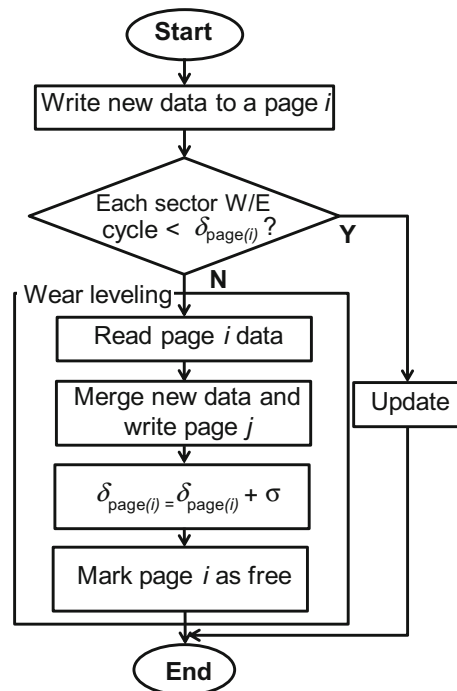 Start
Write new data to a page i
Each sector W/E
cycle < δpage(i) ?
Y
N
Wear leveling
Read page i data
Merge new data and
write page j
Update
δpage(i) = δpage(i) + σ
Mark page i as free
End